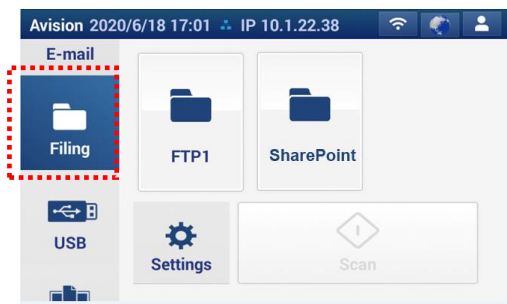 Avision 2020/6/18 17:01 IP 10.1.22.38
E-mail
Filing
FTP1
SharePoint
USB
Settings
Scan